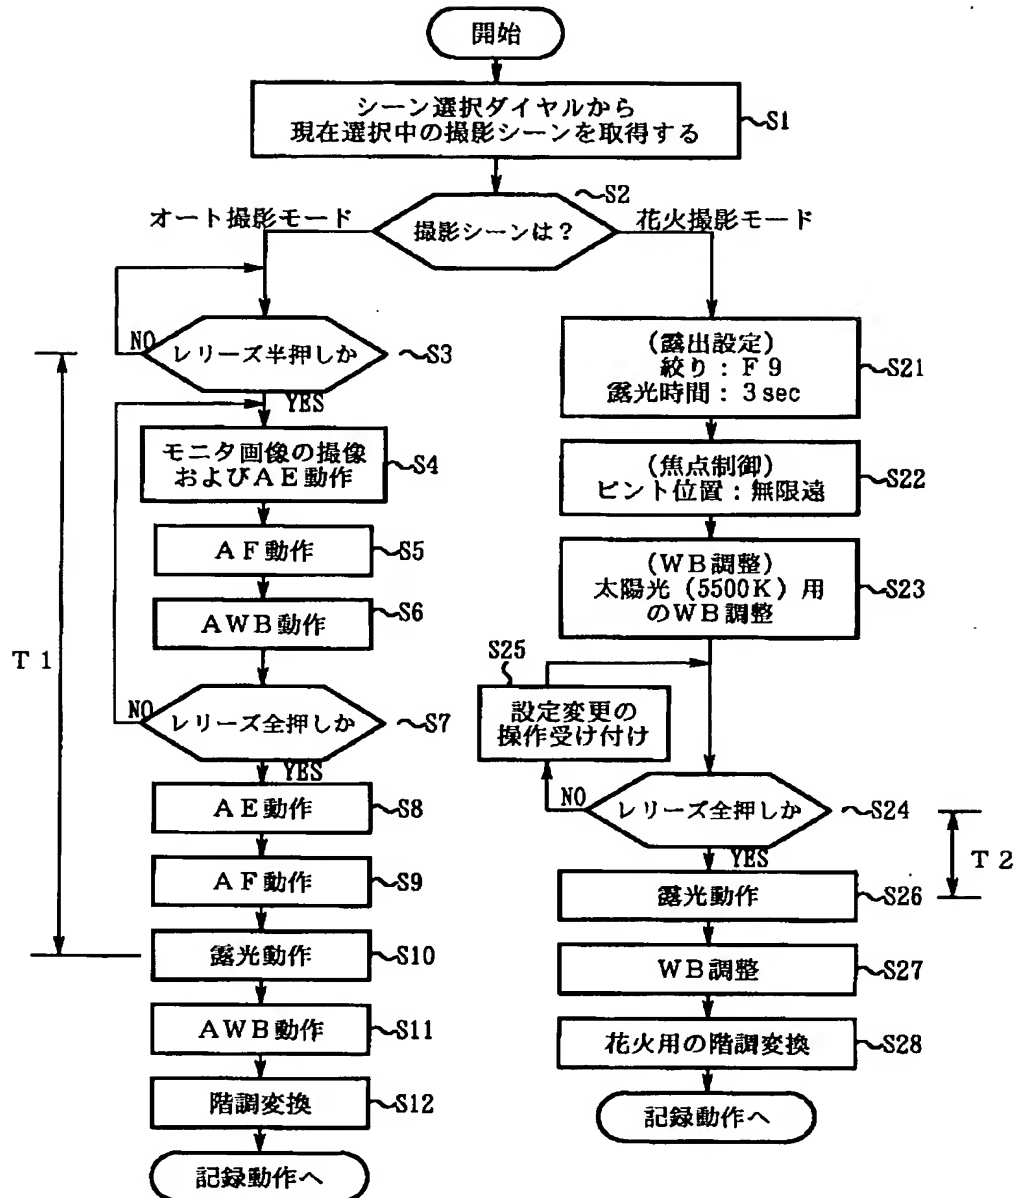 開始
シーン選択ダイヤルから
現在選択中の撮影シーンを取得する
S1
S2
撮影シーンは?
オート撮影モード
花火撮影モード
NO
レリーズ半押しか
S3
YES
モニタ画像の撮像
およびAE動作
S4
AF動作
S5
AWB動作
S6
T1
NO
レリーズ全押しか
S7
YES
AE動作
S8
AF動作
S9
露光動作
S10
AWB動作
S11
階調変換
S12
記録動作へ
(露出設定)
絞り:F9
露光時間:3sec
S21
(焦点制御)
ピント位置:無限遠
S22
(WB調整)
太陽光(5500K)用
のWB調整
S23
S25
設定変更の
操作受け付け
NO
レリーズ全押しか
S24
YES
T2
露光動作
S26
WB調整
S27
花火用の階調変換
S28
記録動作へ